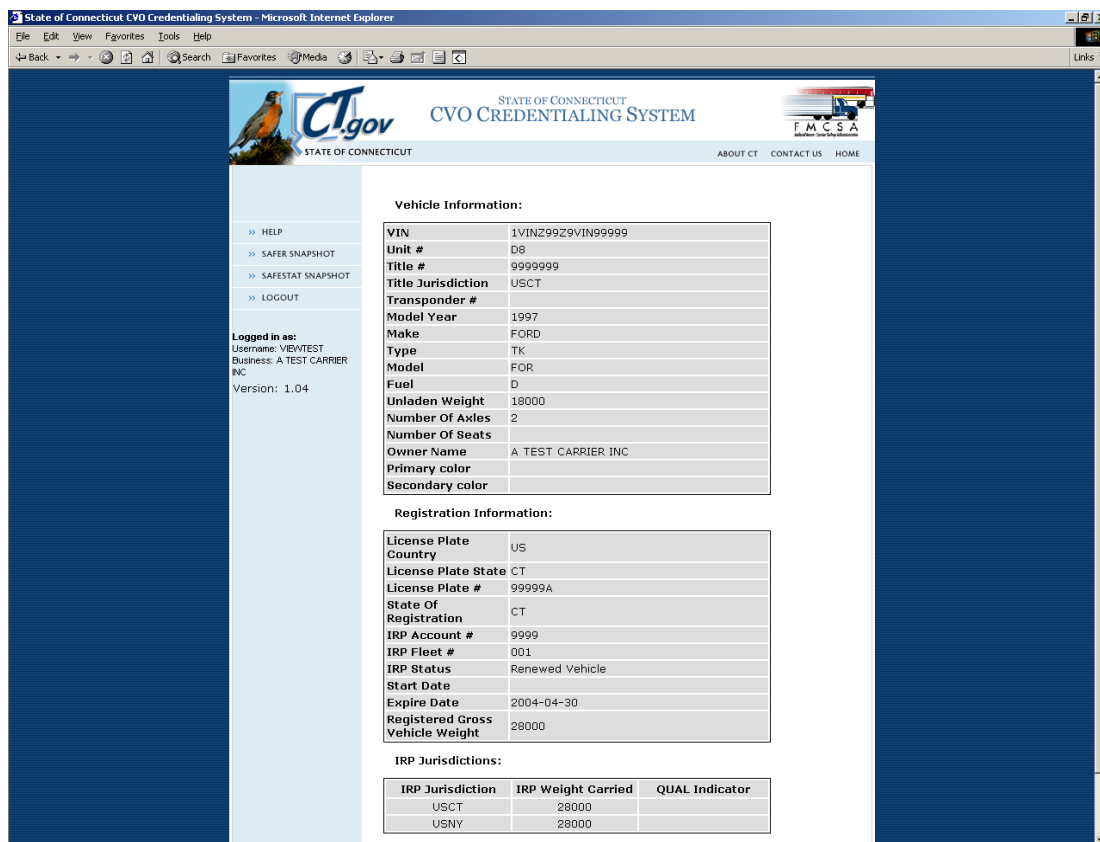 State of Connecticut CVO Credentialing System - Microsoft Internet Explorer
File Edit View Favorites Tools Help
Back Search Favorites Media Links
CT.gov
STATE OF CONNECTICUT
STATE OF CONNECTICUT
CVO CREDENTIALING SYSTEM
FMCSA
Federal Motor Carrier Safety Administration
ABOUT CT CONTACT US HOME
>> HELP
>> SAFER SNAPSHOT
>> SAFESTAT SNAPSHOT
>> LOGOUT
Logged in as:
Username: VIEWTEST
Business: A TEST CARRIER
INC
Version: 1.04
Vehicle Information:
VIN 1VINZ99Z9VIN99999
Unit # D8
Title # 9999999
Title Jurisdiction USCT
Transponder #
Model Year 1997
Make FORD
Type TK
Model FOR
Fuel D
Unladen Weight 18000
Number Of Axles 2
Number Of Seats
Owner Name A TEST CARRIER INC
Primary color
Secondary color
Registration Information:
License Plate
Country US
License Plate State CT
License Plate # 99999A
State Of
Registration CT
IRP Account # 9999
IRP Fleet # 001
IRP Status Renewed Vehicle
Start Date
Expire Date 2004-04-30
Registered Gross
Vehicle Weight 28000
IRP Jurisdictions:
IRP Jurisdiction IRP Weight Carried QUAL Indicator
USCT 28000
USNY 28000